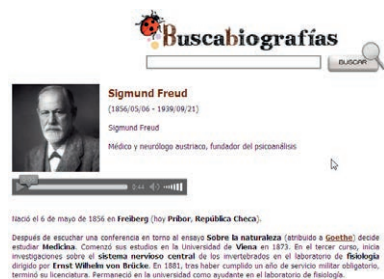 Buscabiografías
BUSCAR
Sigmund Freud
(1856/05/06 - 1939/09/21)
Sigmund Freud
Médico y neurólogo austriaco, fundador del psicoanálisis
0:44
Nació el 6 de mayo de 1856 en Freiberg (hoy Pribor, República Checa).
Después de escuchar una conferencia en torno al ensayo Sobre la naturaleza (atribuido a Goethe) decide
estudiar Medicina. Comenzó sus estudios en la Universidad de Viena en 1873. En el tercer curso, inicia
investigaciones sobre el sistema nervioso central de los invertebrados en el laboratorio de fisiología
dirigido por Ernst Wilhelm von Brücke. En 1881, tras haber cumplido un año de servicio militar obligatorio,
terminó su licenciatura. Permaneció en la universidad como ayudante en el laboratorio de fisiología.